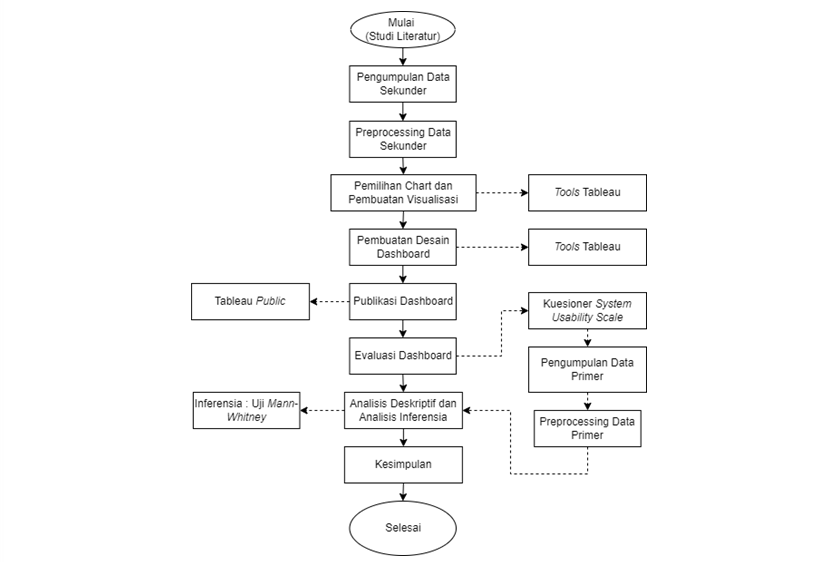 Mulai
(Studi Literatur)
Pengumpulan Data
Sekunder
Preprocessing Data
Sekunder
Pemilihan Chart dan
Pembuatan Visualisasi
Tools Tableau
Pembuatan Desain
Dashboard
Tools Tableau
Tableau Public
Publikasi Dashboard
Kuesioner System
Usability Scale
Evaluasi Dashboard
Pengumpulan Data
Primer
Inferensia : Uji Mann-
Whitney
Analisis Deskriptif dan
Analisis Inferensia
Preprocessing Data
Primer
Kesimpulan
Selesai